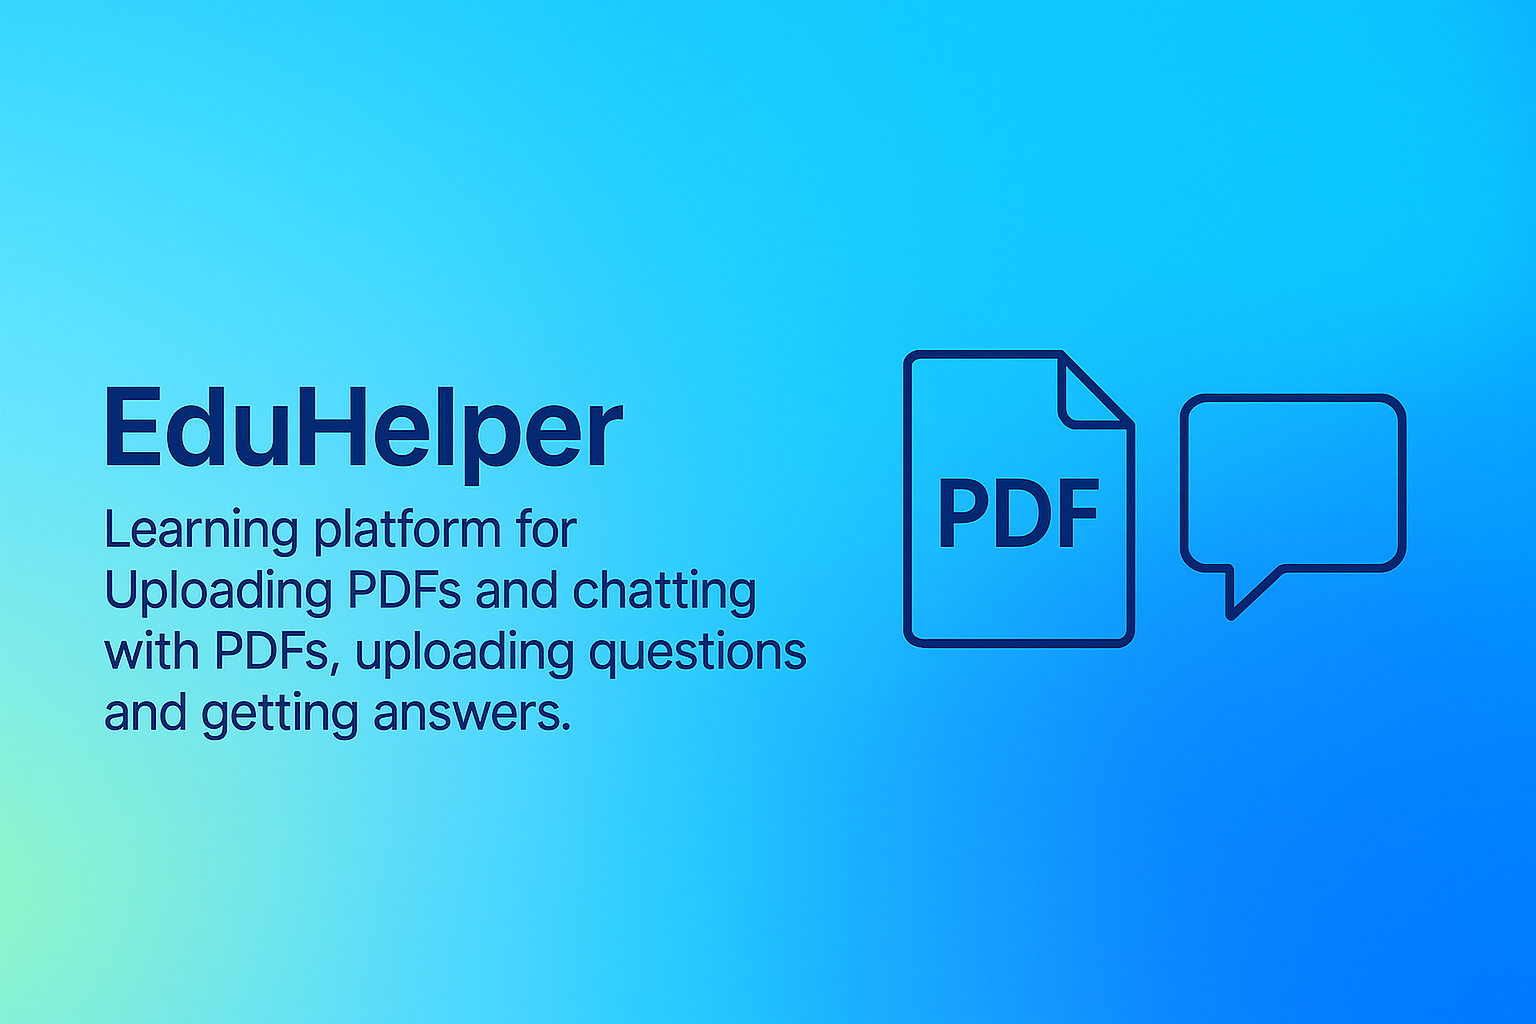 EduHelper
Learning platform for
Uploading PDFs and chatting
with PDFs, uploading questions
and getting answers.
PDF